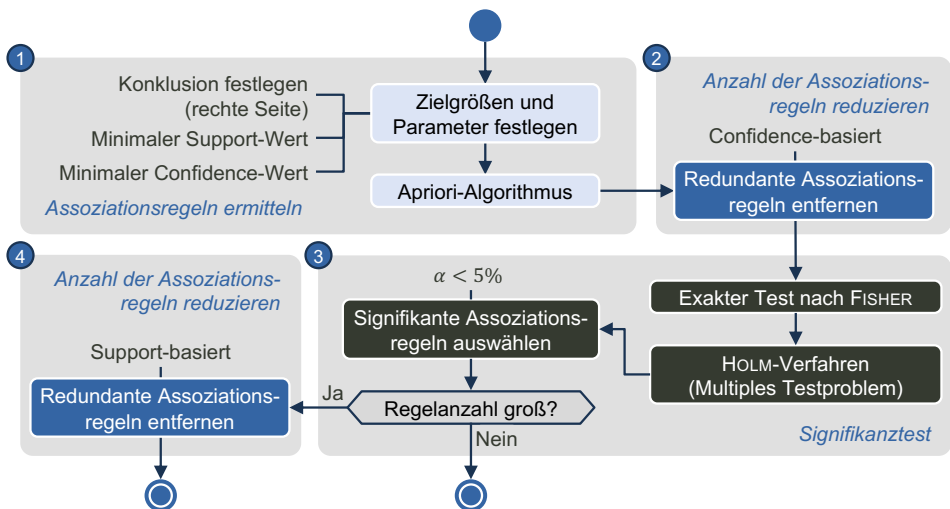 1
Konklusion festlegen
(rechte Seite)
Minimaler Support-Wert
Minimaler Confidence-Wert
Zielgrößen und
Parameter festlegen
Apriori-Algorithmus
Assoziationsregeln ermitteln
2
Anzahl der Assoziations-
regeln reduzieren
Confidence-basiert
Redundante Assoziations-
regeln entfernen
3
Exakter Test nach FISHER
HOLM-Verfahren
(Multiples Testproblem)
α < 5%
Signifikante Assoziations-
regeln auswählen
Regelanzahl groß?
Ja
Nein
Signifikanztest
4
Anzahl der Assoziations-
regeln reduzieren
Support-basiert
Redundante Assoziations-
regeln entfernen